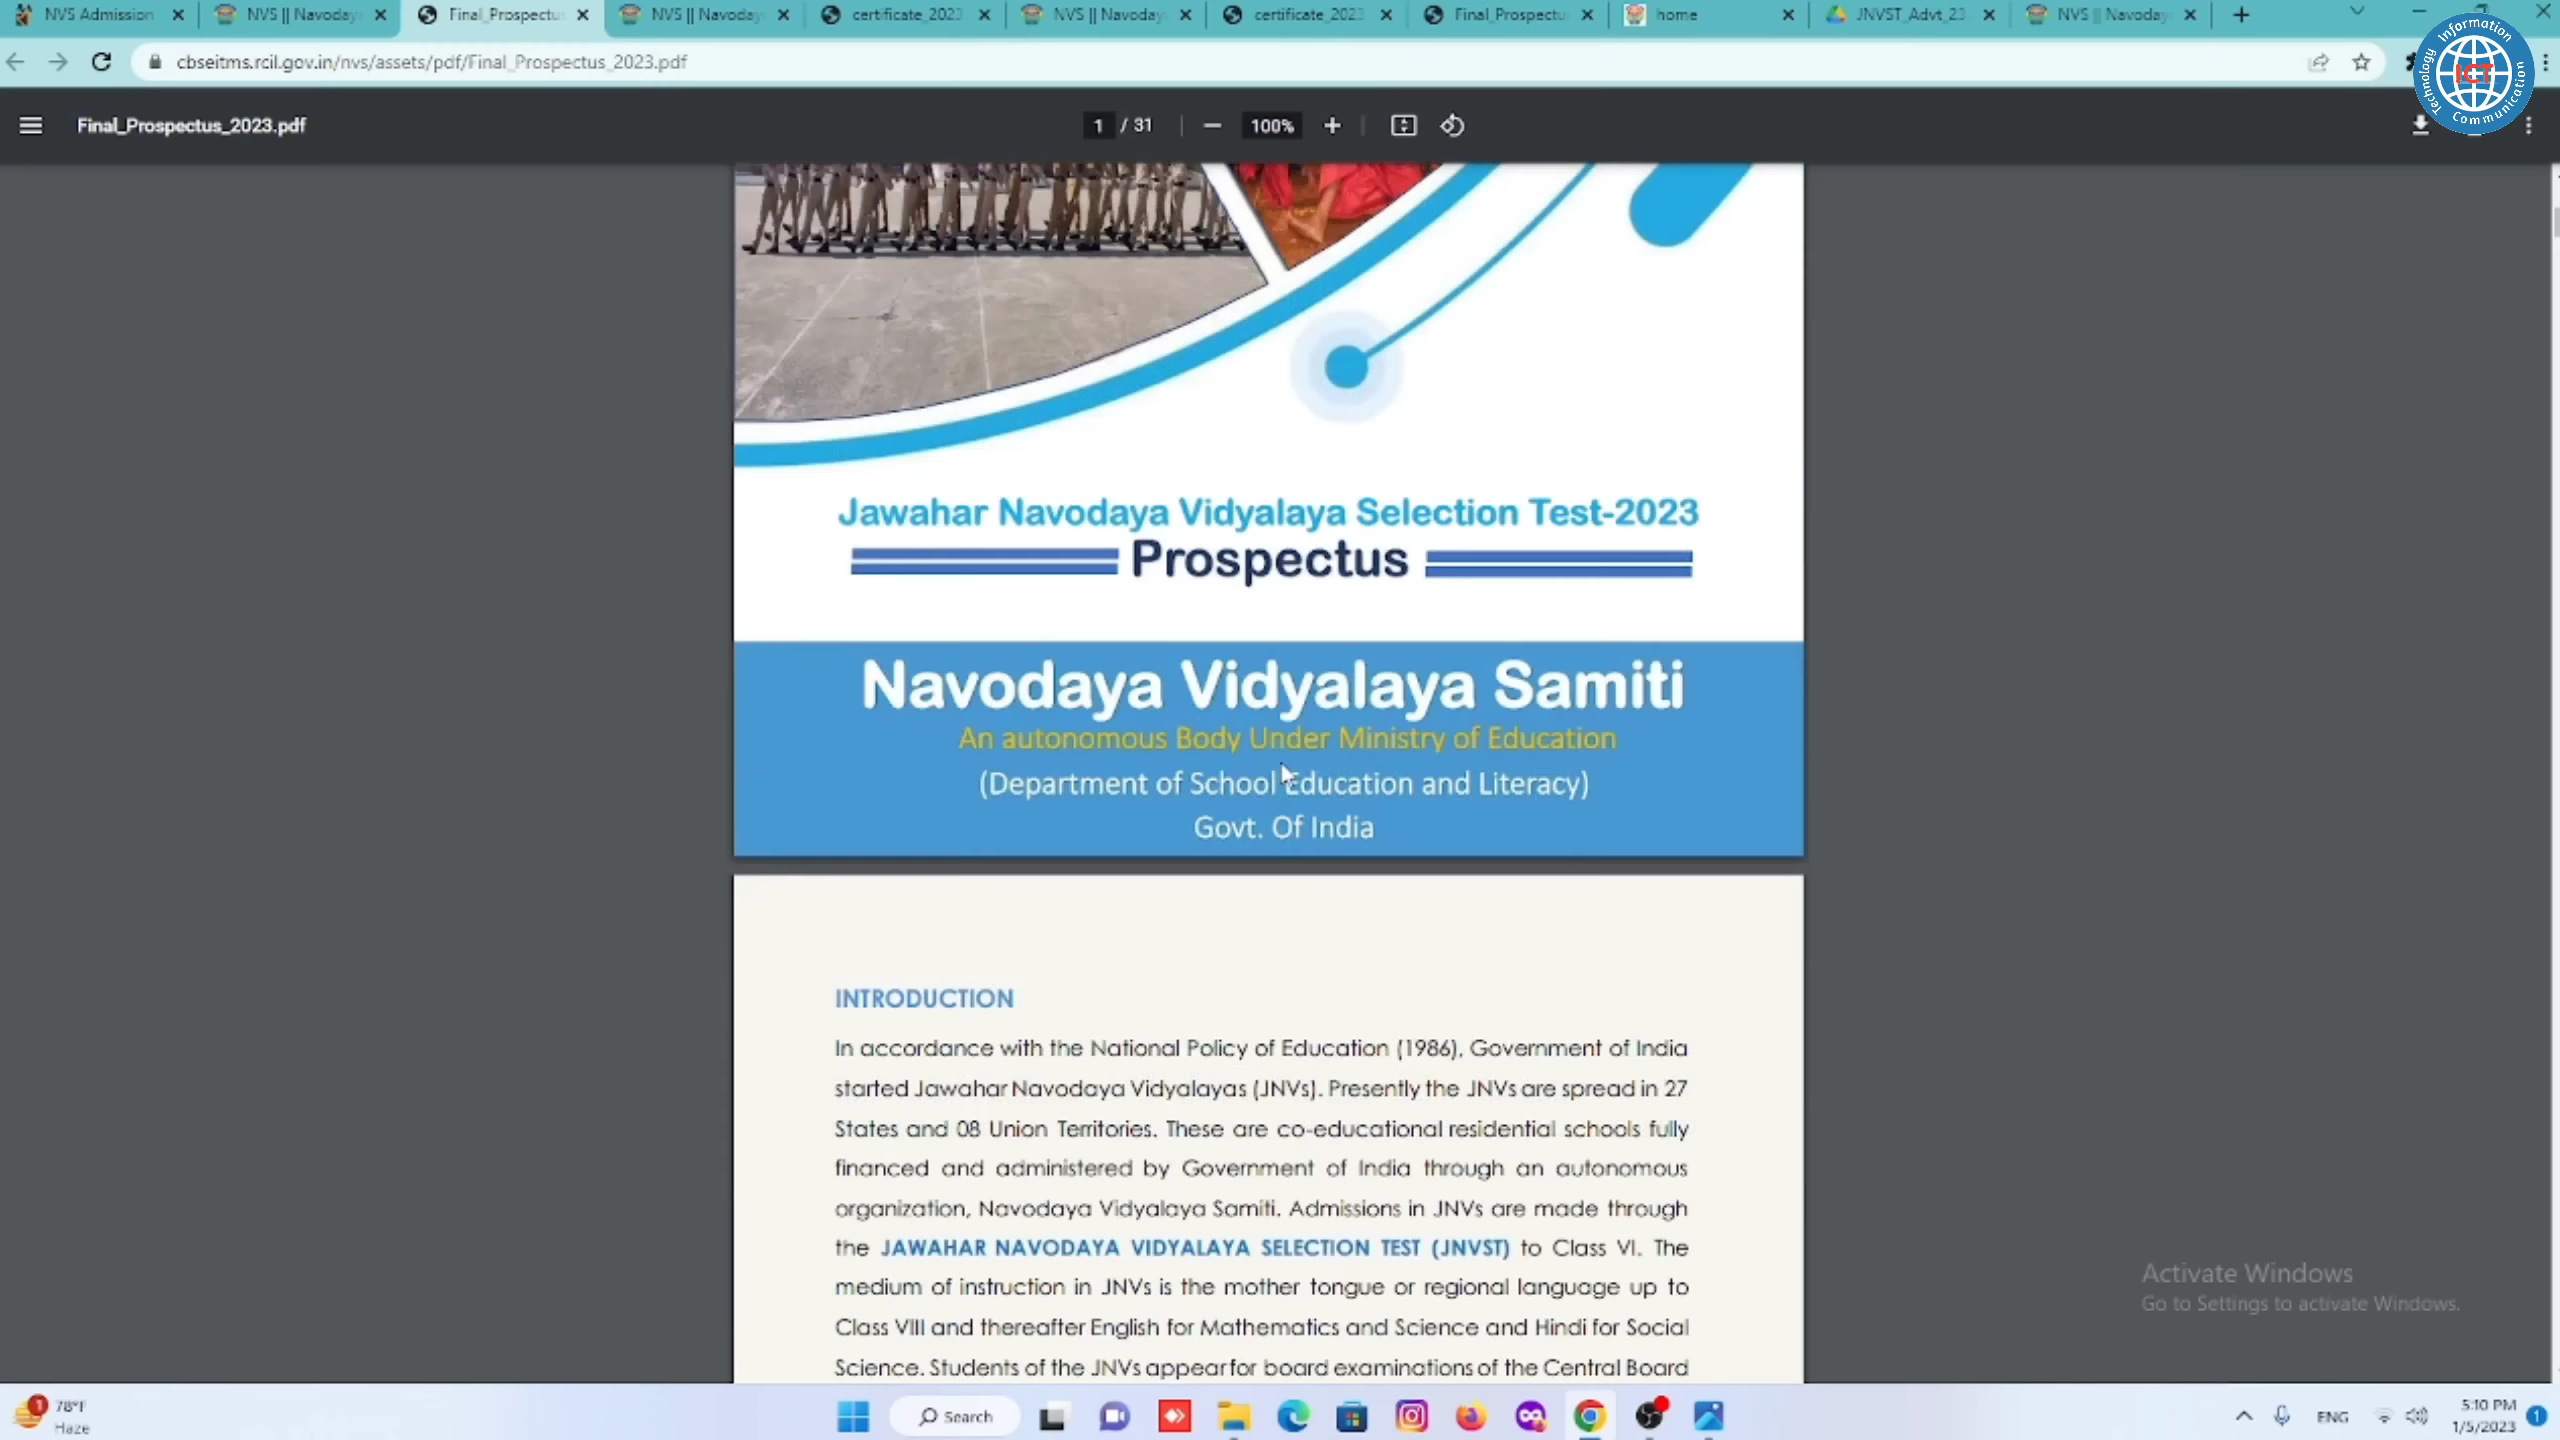 NVS Admission
NVS || Navoday
Final_Prospectu
NVS || Navoday
certificate_2023
NVS || Navoday
certificate_2023
Final_Prospectu
home
JNVST_Advt_23
NVS || Navoday
cbseitms.rcil.gov.in/nvs/assets/pdf/Final_Prospectus_2023.pdf
Information
ICT
Technology
Communication
Final_Prospectus_2023.pdf
1 / 31
100%
Jawahar Navodaya Vidyalaya Selection Test-2023
Prospectus
Navodaya Vidyalaya Samiti
An autonomous Body Under Ministry of Education
(Department of School Education and Literacy)
Govt. Of India
INTRODUCTION
In accordance with the National Policy of Education (1986), Government of India
started Jawahar Navodaya Vidyalayas (JNVs). Presently the JNVs are spread in 27
States and 08 Union Territories. These are co-educational residential schools fully
financed and administered by Government of India through an autonomous
organization, Navodaya Vidyalaya Samiti. Admissions in JNVs are made through
the JAWAHAR NAVODAYA VIDYALAYA SELECTION TEST (JNVST) to Class VI. The
medium of instruction in JNVs is the mother tongue or regional language up to
Class VIII and thereafter English for Mathematics and Science and Hindi for Social
Science. Students of the JNVs appear for board examinations of the Central Board
Activate Windows
Go to Settings to activate Windows.
1
78°F
Haze
Search
ENG
5:10 PM
1/5/2023
1